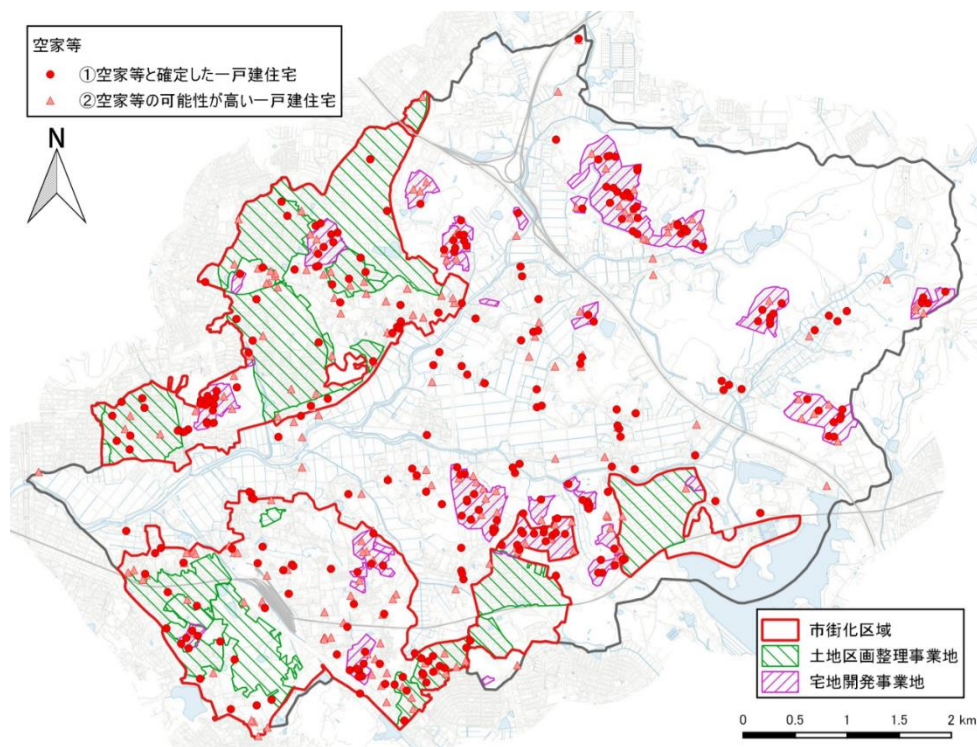 空家等
①空家等と確定した一戸建住宅
②空家等の可能性が高い一戸建住宅
N
市街化区域
土地区画整理事業地
宅地開発事業地
0 0.5 1 1.5 2 km